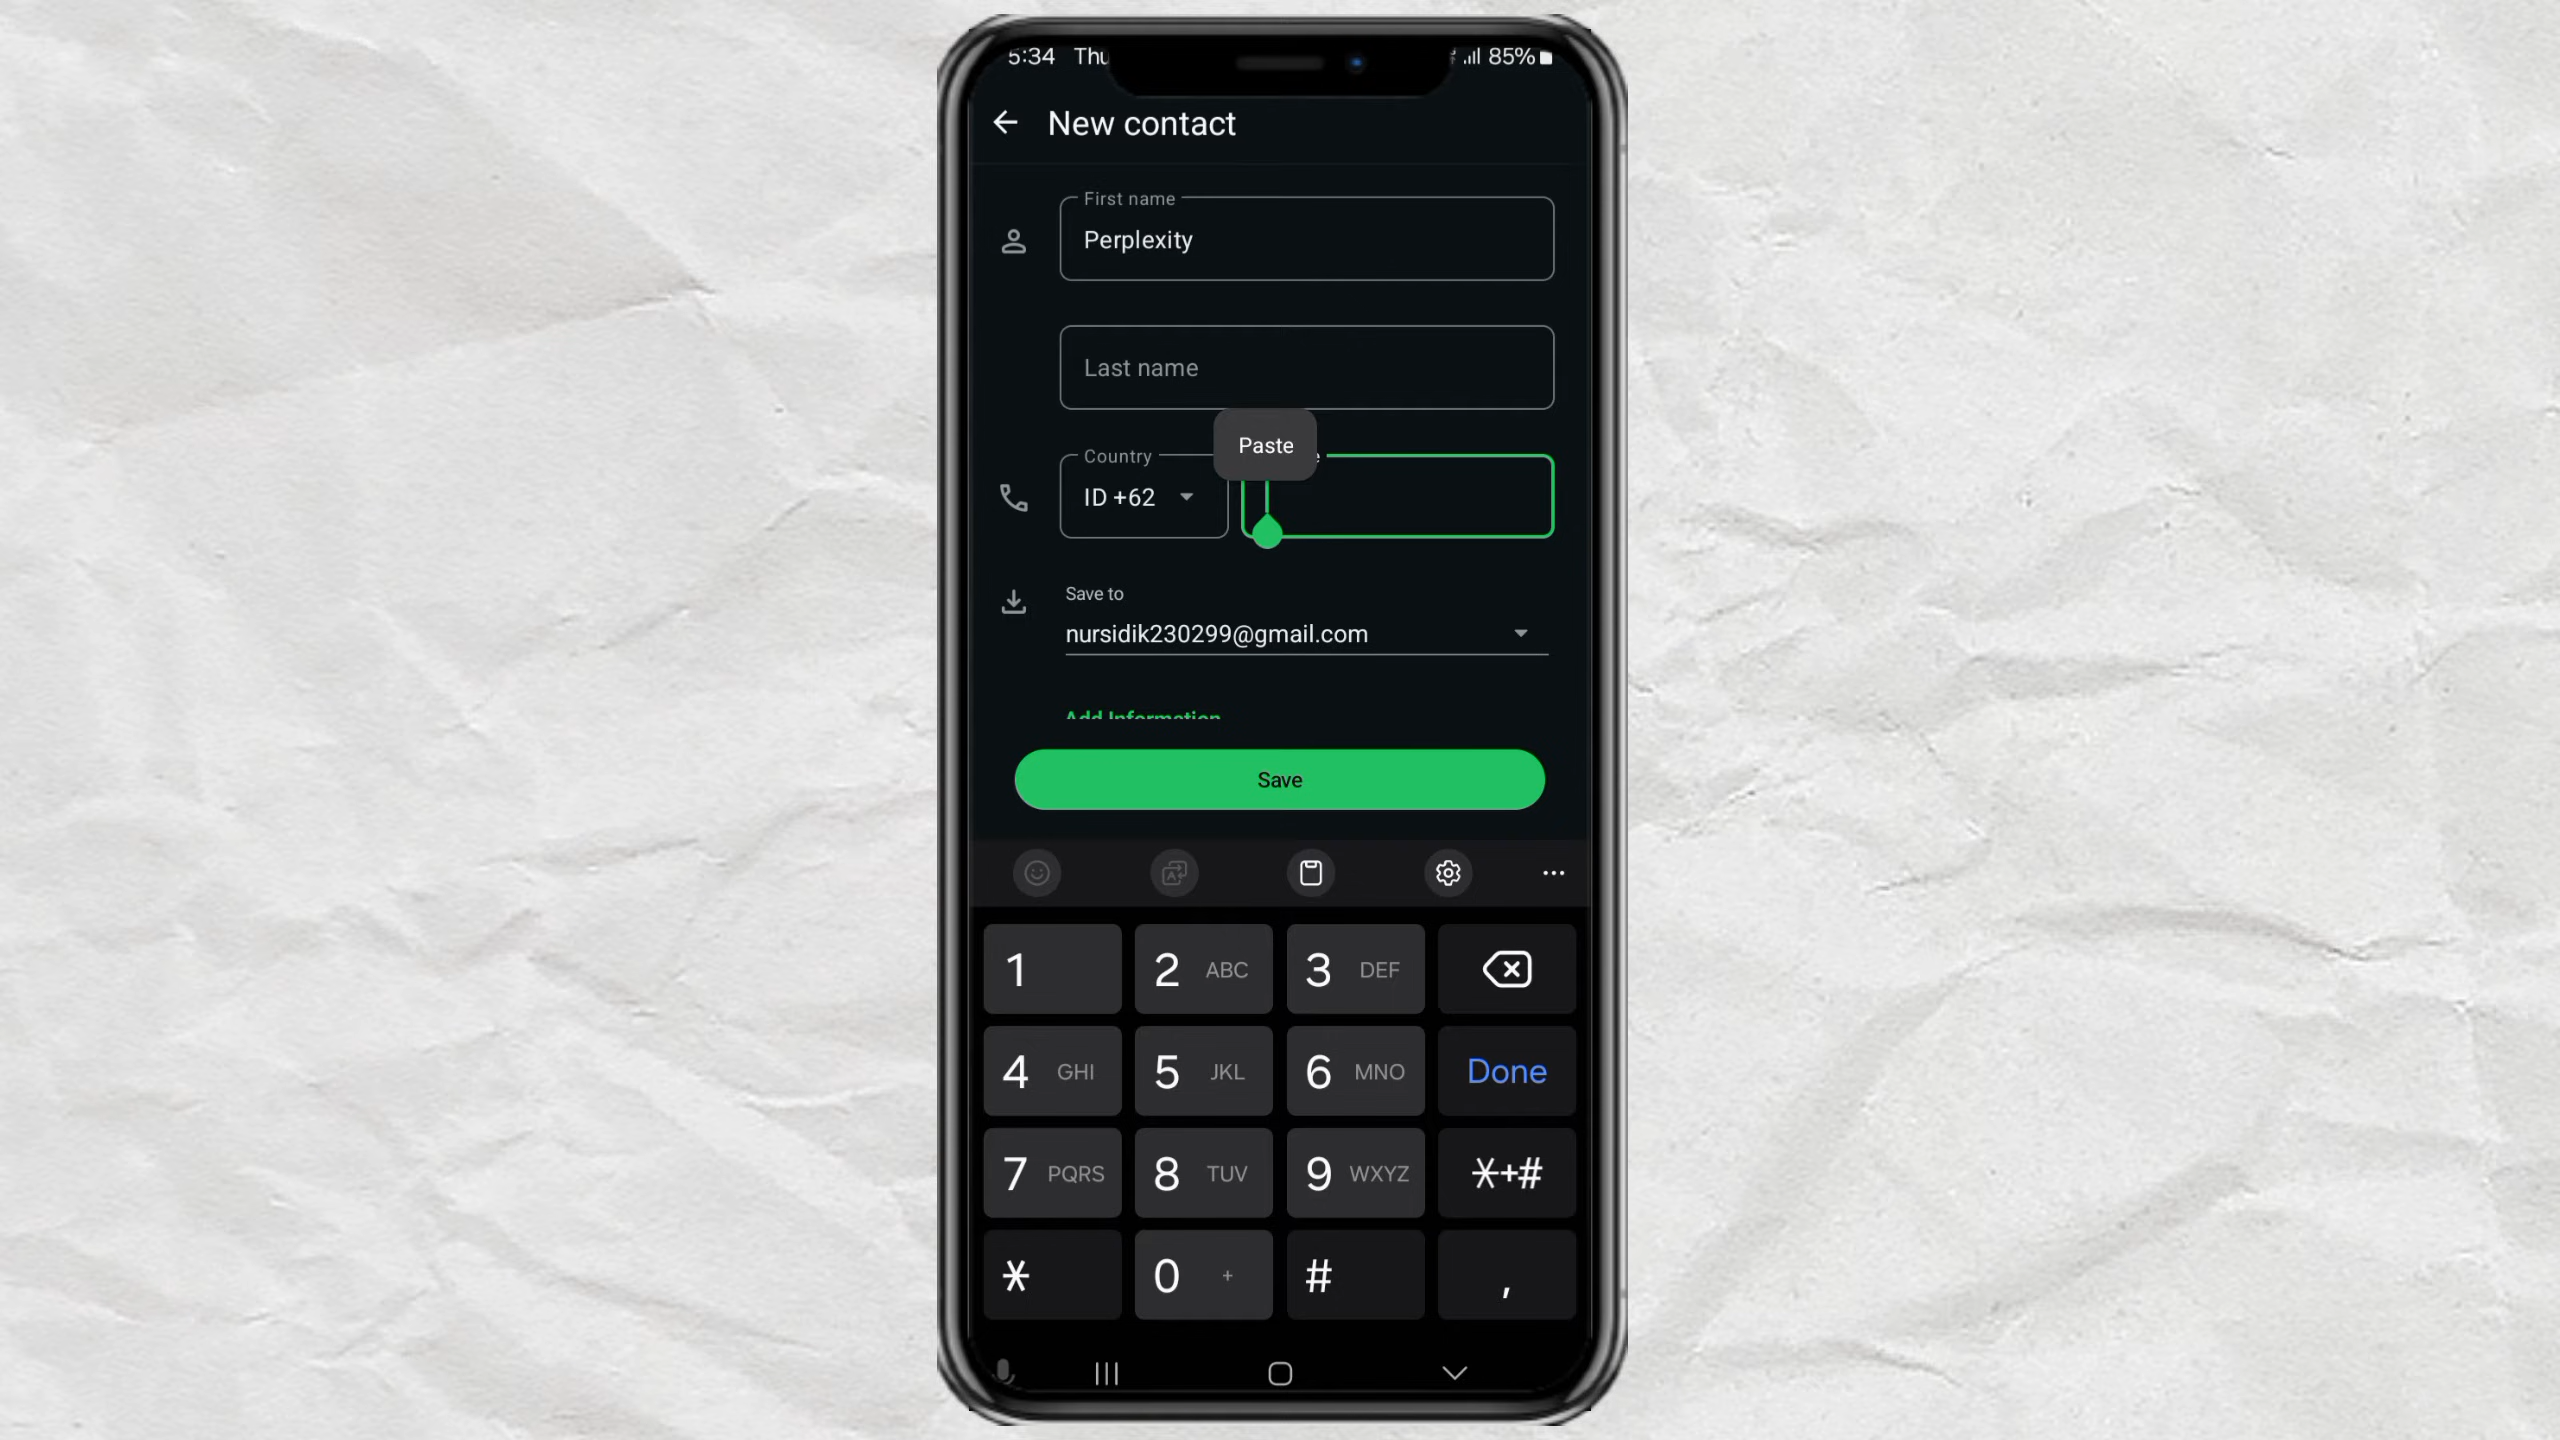 5:34 Thu 85%
New contact
First name
Perplexity
Last name
Paste
Country
ID +62
Save to
nursidik230299@gmail.com
Add Information
Save
1 2 ABC 3 DEF
4 GHI 5 JKL 6 MNO Done
7 PQRS 8 TUV 9 WXYZ *+#
* 0 + # ,